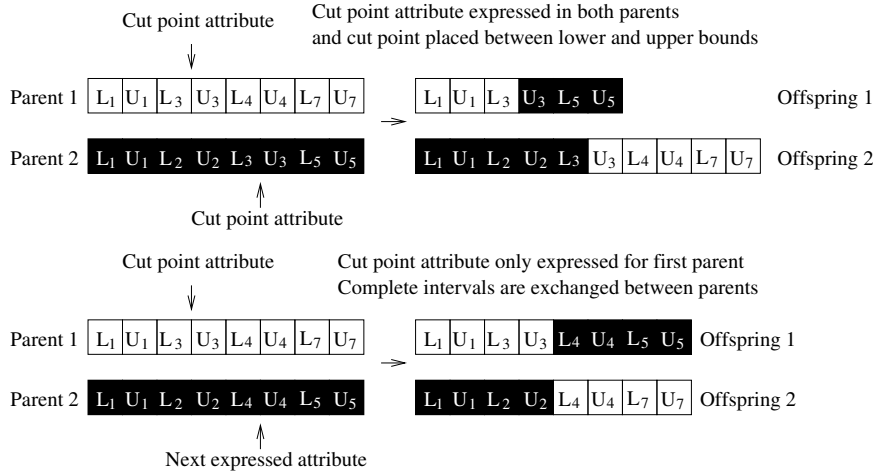 Cut point attribute
Cut point attribute expressed in both parents
and cut point placed between lower and upper bounds
Parent 1 L1 U1 L3 U3 L4 U4 L7 U7 L1 U1 L3 U3 L5 U5 Offspring 1
Parent 2 L1 U1 L2 U2 L3 U3 L5 U5 L1 U1 L2 U2 L3 U3 L4 U4 L7 U7 Offspring 2
Cut point attribute
Cut point attribute
Cut point attribute only expressed for first parent
Complete intervals are exchanged between parents
Parent 1 L1 U1 L3 U3 L4 U4 L7 U7 L1 U1 L3 U3 L4 U4 L5 U5 Offspring 1
Parent 2 L1 U1 L2 U2 L4 U4 L5 U5 L1 U1 L2 U2 L4 U4 L7 U7 Offspring 2
Next expressed attribute